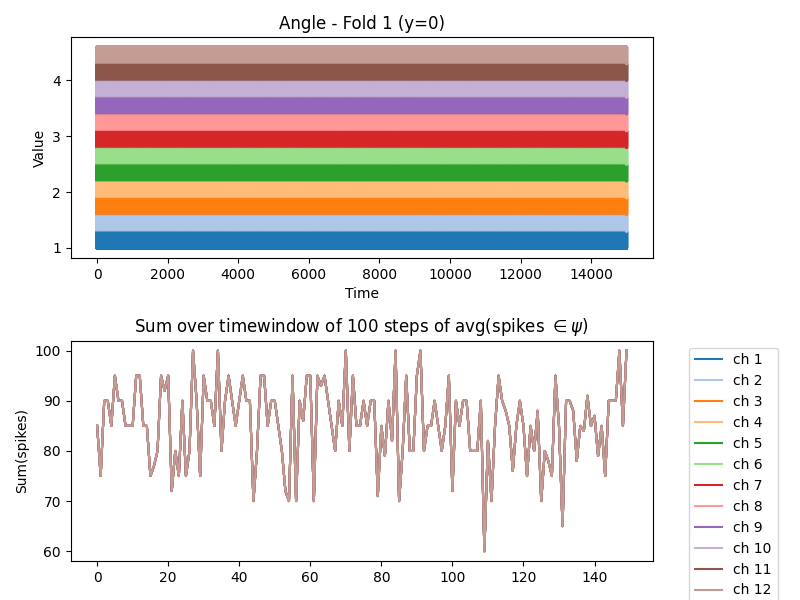 Angle - Fold 1 (y=0)
Value
4
3
2
1
0 2000 4000 6000 8000 10000 12000 14000
Time
Sum over timewindow of 100 steps of avg(spikes ∈ ψ)
Sum(spikes)
100
90
80
70
60
0 20 40 60 80 100 120 140
ch 1
ch 2
ch 3
ch 4
ch 5
ch 6
ch 7
ch 8
ch 9
ch 10
ch 11
ch 12